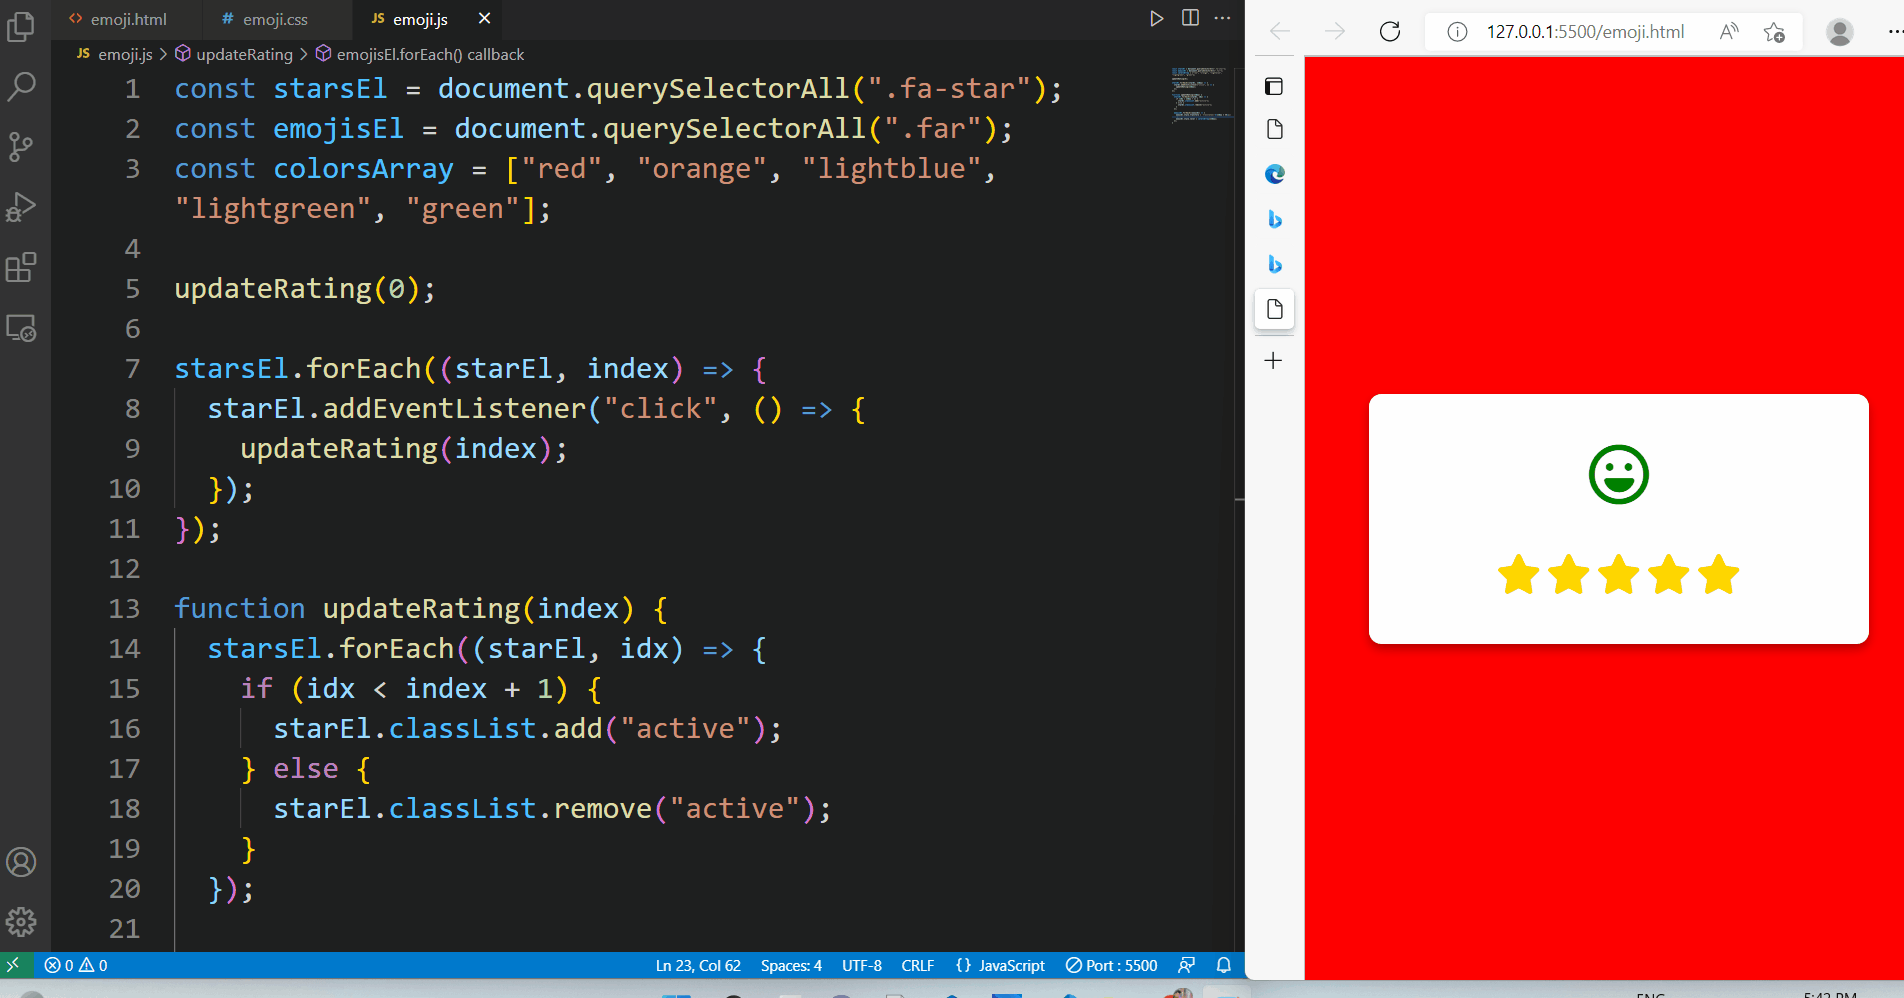 emoji.html
# emoji.css
JS emoji.js ×
JS emoji.js > updateRating > emojisEl.forEach() callback
1 const starsEl = document.querySelectorAll(".fa-star");
2 const emojisEl = document.querySelectorAll(".far");
3 const colorsArray = ["red", "orange", "lightblue",
"lightgreen", "green"];
4
5 updateRating(0);
6
7 starsEl.forEach((starEl, index) => {
8 starEl.addEventListener("click", () => {
9 updateRating(index);
10 });
11 });
12
13 function updateRating(index) {
14 starsEl.forEach((starEl, idx) => {
15 if (idx < index + 1) {
16 starEl.classList.add("active");
17 } else {
18 starEl.classList.remove("active");
19 }
20 });
21
0 0 Ln 23, Col 62 Spaces: 4 UTF-8 CRLF {} JavaScript Port : 5500
127.0.0.1:5500/emoji.html